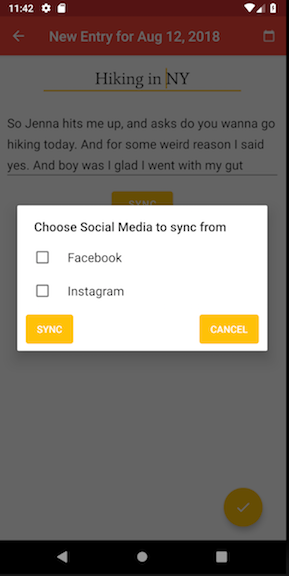 11:42
New Entry for Aug 12, 2018
Hiking in NY
So Jenna hits me up, and asks do you wanna go
hiking today. And for some weird reason I said
yes. And boy was I glad I went with my gut
SYNC
Choose Social Media to sync from
Facebook
Instagram
SYNC CANCEL